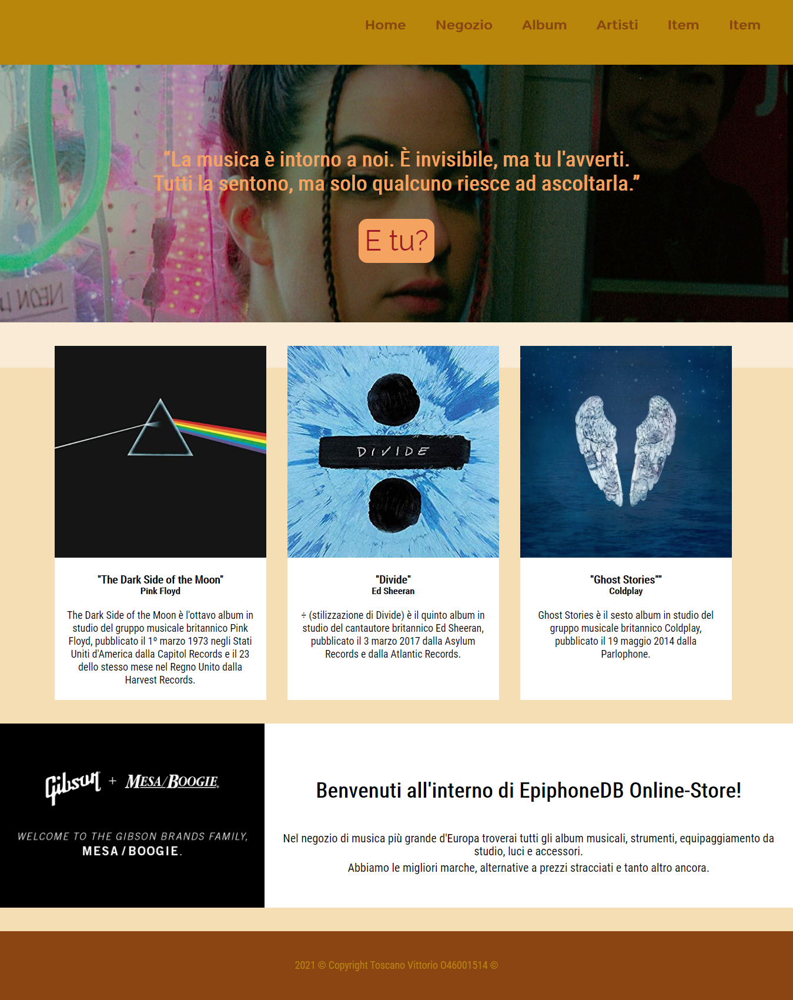 Home Negozio Album Artisti Item Item
“La musica è intorno a noi. È invisibile, ma tu l'avverti.
Tutti la sentono, ma solo qualcuno riesce ad ascoltarla.”
E tu?
NEON
DIVIDE
"The Dark Side of the Moon"
Pink Floyd
The Dark Side of the Moon è l'ottavo album in
studio del gruppo musicale britannico Pink
Floyd, pubblicato il 1º marzo 1973 negli Stati
Uniti d'America dalla Capitol Records e il 23
dello stesso mese nel Regno Unito dalla
Harvest Records.
"Divide"
Ed Sheeran
÷ (stilizzazione di Divide) è il quinto album in
studio del cantautore britannico Ed Sheeran,
pubblicato il 3 marzo 2017 dalla Asylum
Records e dalla Atlantic Records.
"Ghost Stories""
Coldplay
Ghost Stories è il sesto album in studio del
gruppo musicale britannico Coldplay,
pubblicato il 19 maggio 2014 dalla
Parlophone.
Gibson + MESA/BOOGIE®
WELCOME TO THE GIBSON BRANDS FAMILY,
MESA/BOOGIE.
Benvenuti all'interno di EpiphoneDB Online-Store!
Nel negozio di musica più grande d'Europa troverai tutti gli album musicali, strumenti, equipaggiamento da
studio, luci e accessori.
Abbiamo le migliori marche, alternative a prezzi stracciati e tanto altro ancora.
2021 © Copyright Toscano Vittorio O46001514 ©